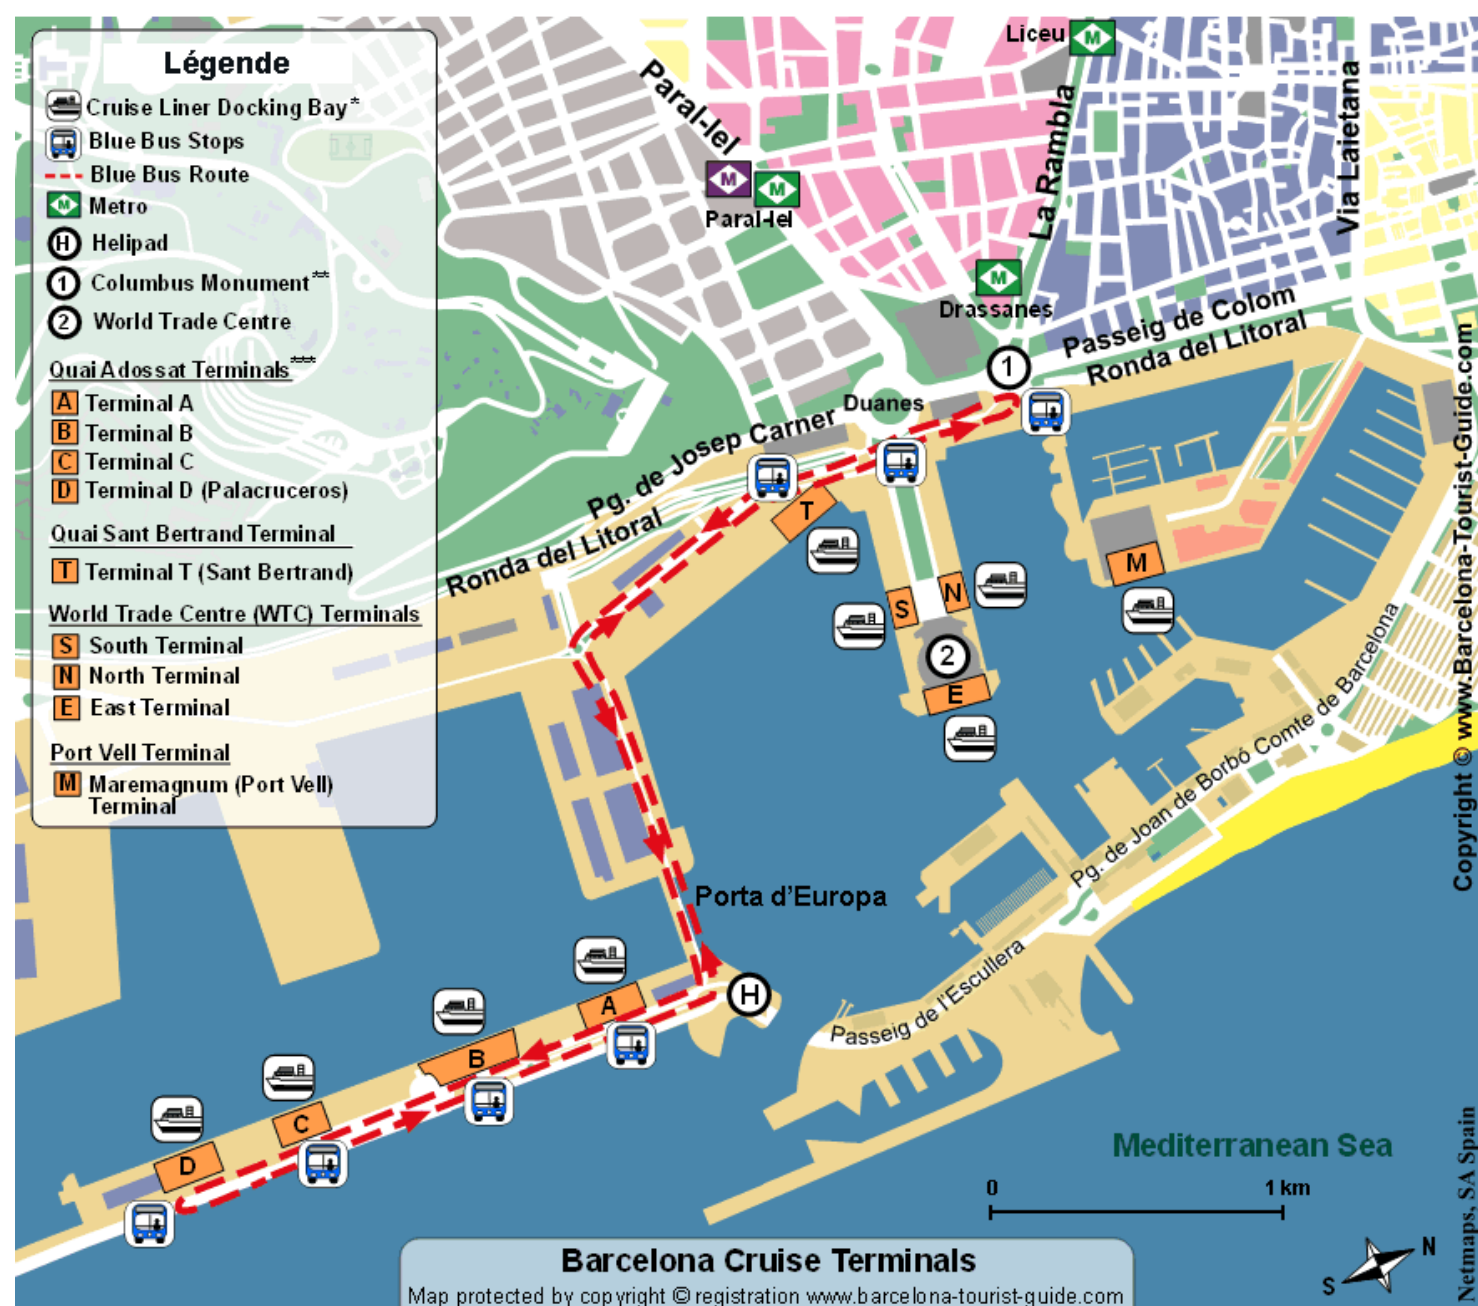 Légende
Cruise Liner Docking Bay*
Blue Bus Stops
Blue Bus Route
M Metro
H Helipad
1 Columbus Monument**
2 World Trade Centre
Quai Adossat Terminals***
A Terminal A
B Terminal B
C Terminal C
D Terminal D (Palacruceros)
Quai Sant Bertrand Terminal
T Terminal T (Sant Bertrand)
World Trade Centre (WTC) Terminals
S South Terminal
N North Terminal
E East Terminal
Port Vell Terminal
M Maremagnum (Port Vell)
Terminal
Liceu M
Paral-lel
M M
Paral-lel
La Rambla
Via Laietana
M
Drassanes
Passeig de Colom
Ronda del Litoral
1
Duanes
Pg. de Josep Carner
Ronda del Litoral
T
S
N
2
E
M
Pg. de Joan de Borbó Comte de Barcelona
Passeig de l'Escullera
Porta d'Europa
H
A
B
C
D
Mediterranean Sea
0 1 km
N
S
Barcelona Cruise Terminals
Map protected by copyright © registration www.barcelona-tourist-guide.com
Copyright © www.Barcelona-Tourist-Guide.com
Netmaps, SA Spain